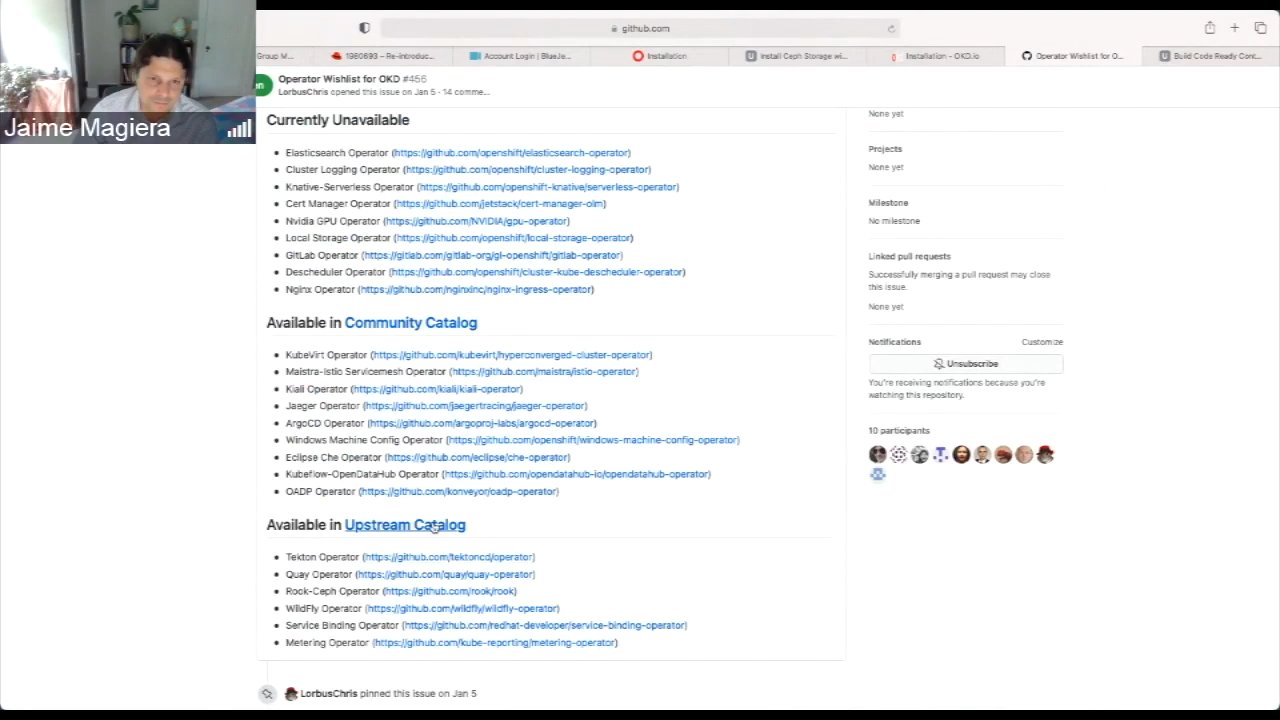 github.com
Group M...
1960693 – Re-introduc...
Account Login | BlueJe...
Installation
Install Ceph Storage wi...
Installation - OKD.io
Operator Wishlist for O...
Build Code Ready Cont...
Operator Wishlist for OKD #456
LorbusChris opened this issue on Jan 5 · 14 comme...
Jaime Magiera
Currently Unavailable
Elasticsearch Operator (https://github.com/openshift/elasticsearch-operator)
Cluster Logging Operator (https://github.com/openshift/cluster-logging-operator)
Knative-Serverless Operator (https://github.com/openshift-knative/serverless-operator)
Cert Manager Operator (https://github.com/jetstack/cert-manager-olm)
Nvidia GPU Operator (https://github.com/NVIDIA/gpu-operator)
Local Storage Operator (https://github.com/openshift/local-storage-operator)
GitLab Operator (https://gitlab.com/gitlab-org/gl-openshift/gitlab-operator)
Descheduler Operator (https://github.com/openshift/cluster-kube-descheduler-operator)
Nginx Operator (https://github.com/nginxinc/nginx-ingress-operator)
Available in Community Catalog
KubeVirt Operator (https://github.com/kubevirt/hyperconverged-cluster-operator)
Maistra-Istio Servicemesh Operator (https://github.com/maistra/istio-operator)
Kiali Operator (https://github.com/kiali/kiali-operator)
Jaeger Operator (https://github.com/jaegertracing/jaeger-operator)
ArgoCD Operator (https://github.com/argoproj-labs/argocd-operator)
Windows Machine Config Operator (https://github.com/openshift/windows-machine-config-operator)
Eclipse Che Operator (https://github.com/eclipse/che-operator)
Kubeflow-OpenDataHub Operator (https://github.com/opendatahub-io/opendatahub-operator)
OADP Operator (https://github.com/konveyor/oadp-operator)
Available in Upstream Catalog
Tekton Operator (https://github.com/tektoncd/operator)
Quay Operator (https://github.com/quay/quay-operator)
Rook-Ceph Operator (https://github.com/rook/rook)
WildFly Operator (https://github.com/wildfly/wildfly-operator)
Service Binding Operator (https://github.com/redhat-developer/service-binding-operator)
Metering Operator (https://github.com/kube-reporting/metering-operator)
LorbusChris pinned this issue on Jan 5
None yet
Projects
None yet
Milestone
No milestone
Linked pull requests
Successfully merging a pull request may close
this issue.
None yet
Notifications Customize
Unsubscribe
You're receiving notifications because you're
watching this repository.
10 participants